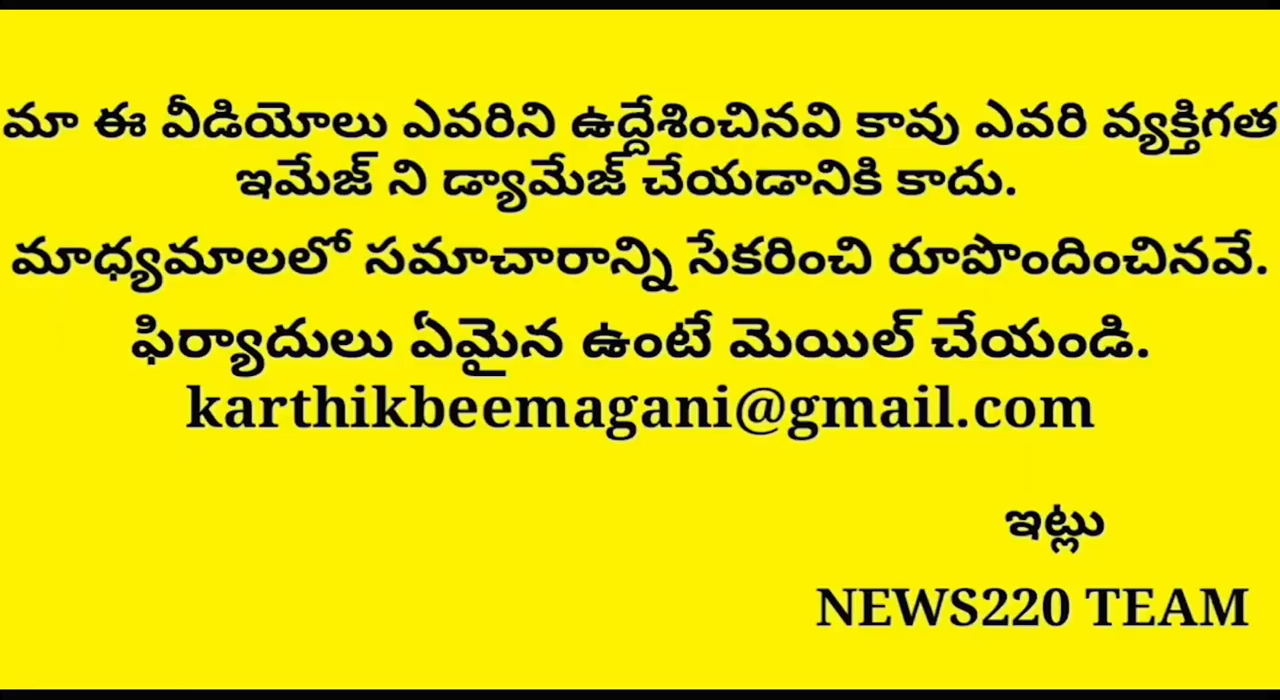 మా ఈ వీడియోలు ఎవరిని ఉద్దేశించినవి కావు ఎవరి వ్యక్తిగత
ఇమేజ్ ని డ్యామేజ్ చేయడానికి కాదు.
మాధ్యమాలలో సమాచారాన్ని సేకరించి రూపొందించినవే.
ఫిర్యాదులు ఏమైన ఉంటే మెయిల్ చేయండి.
karthikbeemagani@gmail.com
ఇట్లు
NEWS220 TEAM